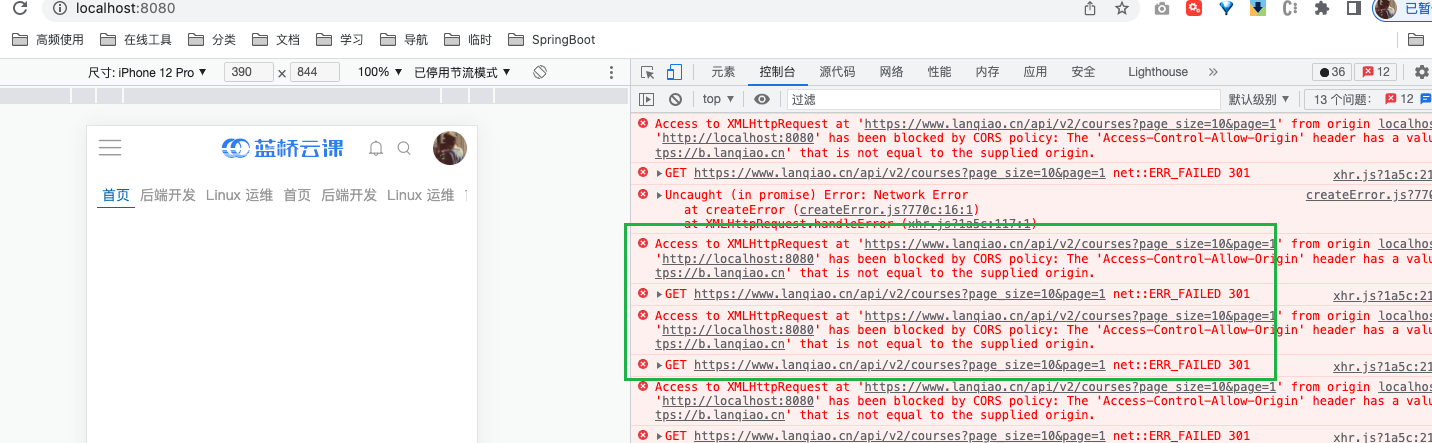 localhost:8080
已暂
高频使用 在线工具 分类 文档 学习 导航 临时 SpringBoot
尺寸: iPhone 12 Pro ▼ 390 × 844 100% ▼ 已停用节流模式 ▼
元素 控制台 源代码 网络 性能 内存 应用 安全 Lighthouse » 36 12
top ▼ 过滤 默认级别 ▼ 13 个问题: 12
蓝桥云课
首页 后端开发 Linux 运维 首页 后端开发 Linux 运维
Access to XMLHttpRequest at 'https://www.lanqiao.cn/api/v2/courses?page_size=10&page=1' from origin localhos
'http://localhost:8080' has been blocked by CORS policy: The 'Access-Control-Allow-Origin' header has a valu
tps://b.lanqiao.cn' that is not equal to the supplied origin.
GET https://www.lanqiao.cn/api/v2/courses?page_size=10&page=1 net::ERR_FAILED 301 xhr.js?1a5c:21
Uncaught (in promise) Error: Network Error createError.js?770
at createError (createError.js?770c:16:1)
at XMLHttpRequest.handleError (xhr.js?1a5c:117:1)
Access to XMLHttpRequest at 'https://www.lanqiao.cn/api/v2/courses?page_size=10&page=1' from origin localhos
'http://localhost:8080' has been blocked by CORS policy: The 'Access-Control-Allow-Origin' header has a valu
tps://b.lanqiao.cn' that is not equal to the supplied origin.
GET https://www.lanqiao.cn/api/v2/courses?page_size=10&page=1 net::ERR_FAILED 301 xhr.js?1a5c:21
Access to XMLHttpRequest at 'https://www.lanqiao.cn/api/v2/courses?page_size=10&page=1' from origin localhos
'http://localhost:8080' has been blocked by CORS policy: The 'Access-Control-Allow-Origin' header has a valu
tps://b.lanqiao.cn' that is not equal to the supplied origin.
GET https://www.lanqiao.cn/api/v2/courses?page_size=10&page=1 net::ERR_FAILED 301 xhr.js?1a5c:21
Access to XMLHttpRequest at 'https://www.lanqiao.cn/api/v2/courses?page_size=10&page=1' from origin localhos
'http://localhost:8080' has been blocked by CORS policy: The 'Access-Control-Allow-Origin' header has a valu
tps://b.lanqiao.cn' that is not equal to the supplied origin.
GET https://www.lanqiao.cn/api/v2/courses?page_size=10&page=1 net::ERR_FAILED 301 xhr.js?1a5c:21